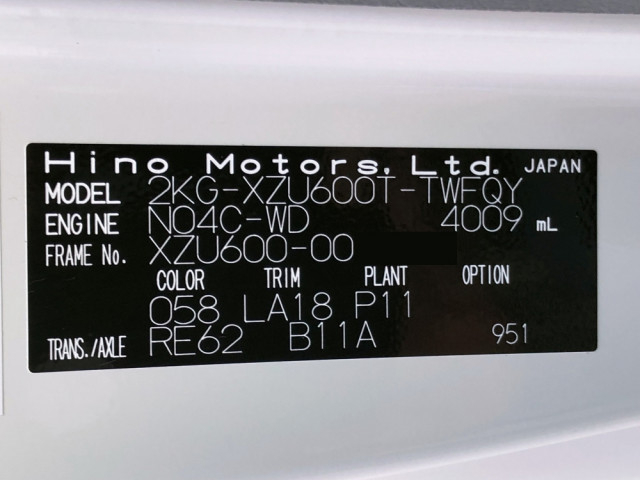 Hino Motors, Ltd. JAPAN
MODEL 2KG-XZU600T-TWFQY
ENGINE N04C-WD 4009 mL
FRAME No. XZU600-00
COLOR TRIM PLANT OPTION
058 LA18 P11
TRANS./AXLE RE62 B11A 951